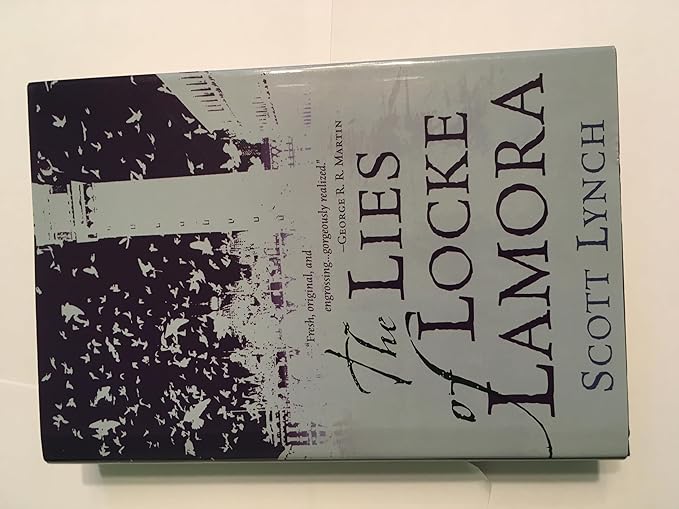 "Fresh, original, and
engrossing...gorgeously realized."
—GEORGE R. R. MARTIN
The LIES
of LOCKE
LAMORA
SCOTT LYNCH